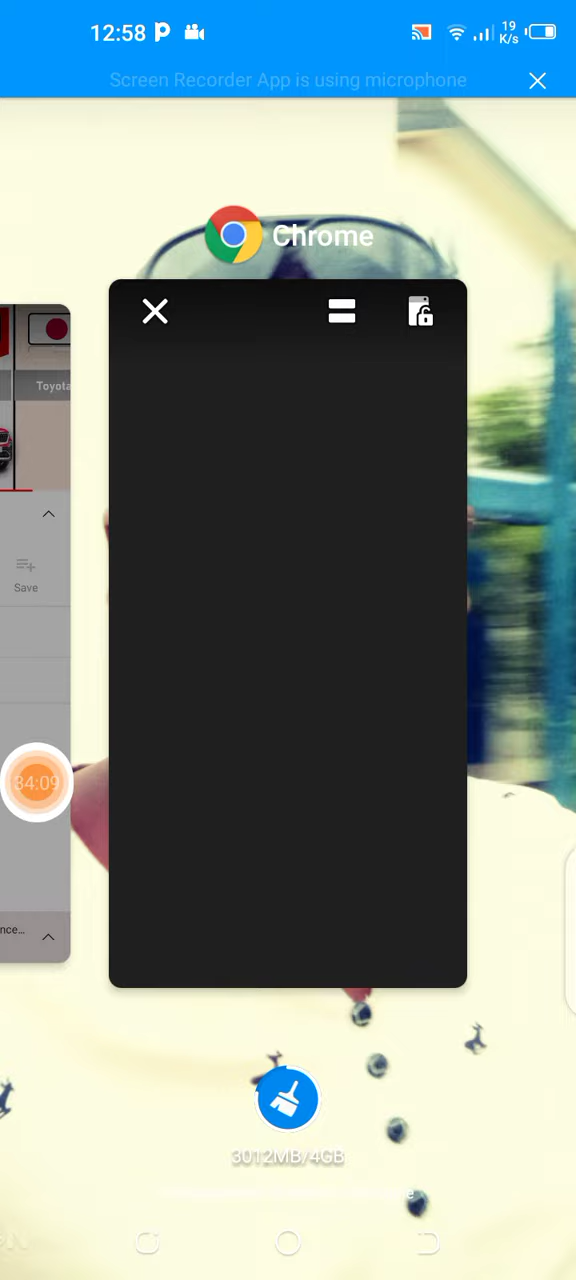 12:58
19
K/s
Screen Recorder App is using microphone
Chrome
Toyota
Save
34:09
nce...
3012MB/4GB